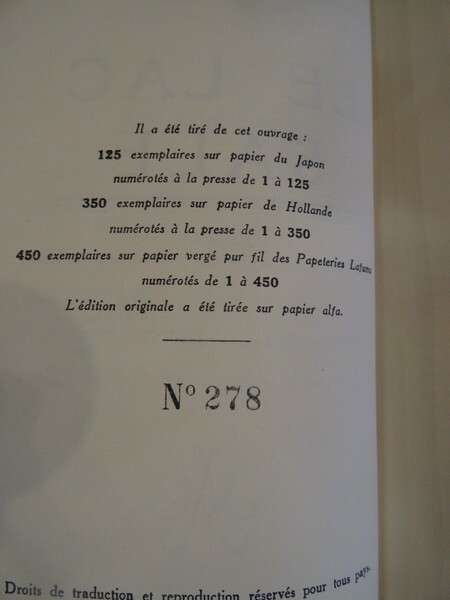 Il a été tiré de cet ouvrage :
125 exemplaires sur papier du Japon
numérotés à la presse de 1 à 125
350 exemplaires sur papier de Hollande
numérotés à la presse de 1 à 350
450 exemplaires sur papier vergé pur fil des Papeteries Lafuma
numérotés de 1 à 450
L'édition originale a été tirée sur papier alfa.
Nº 278
Droits de traduction et reproduction réservés pour tous pays.